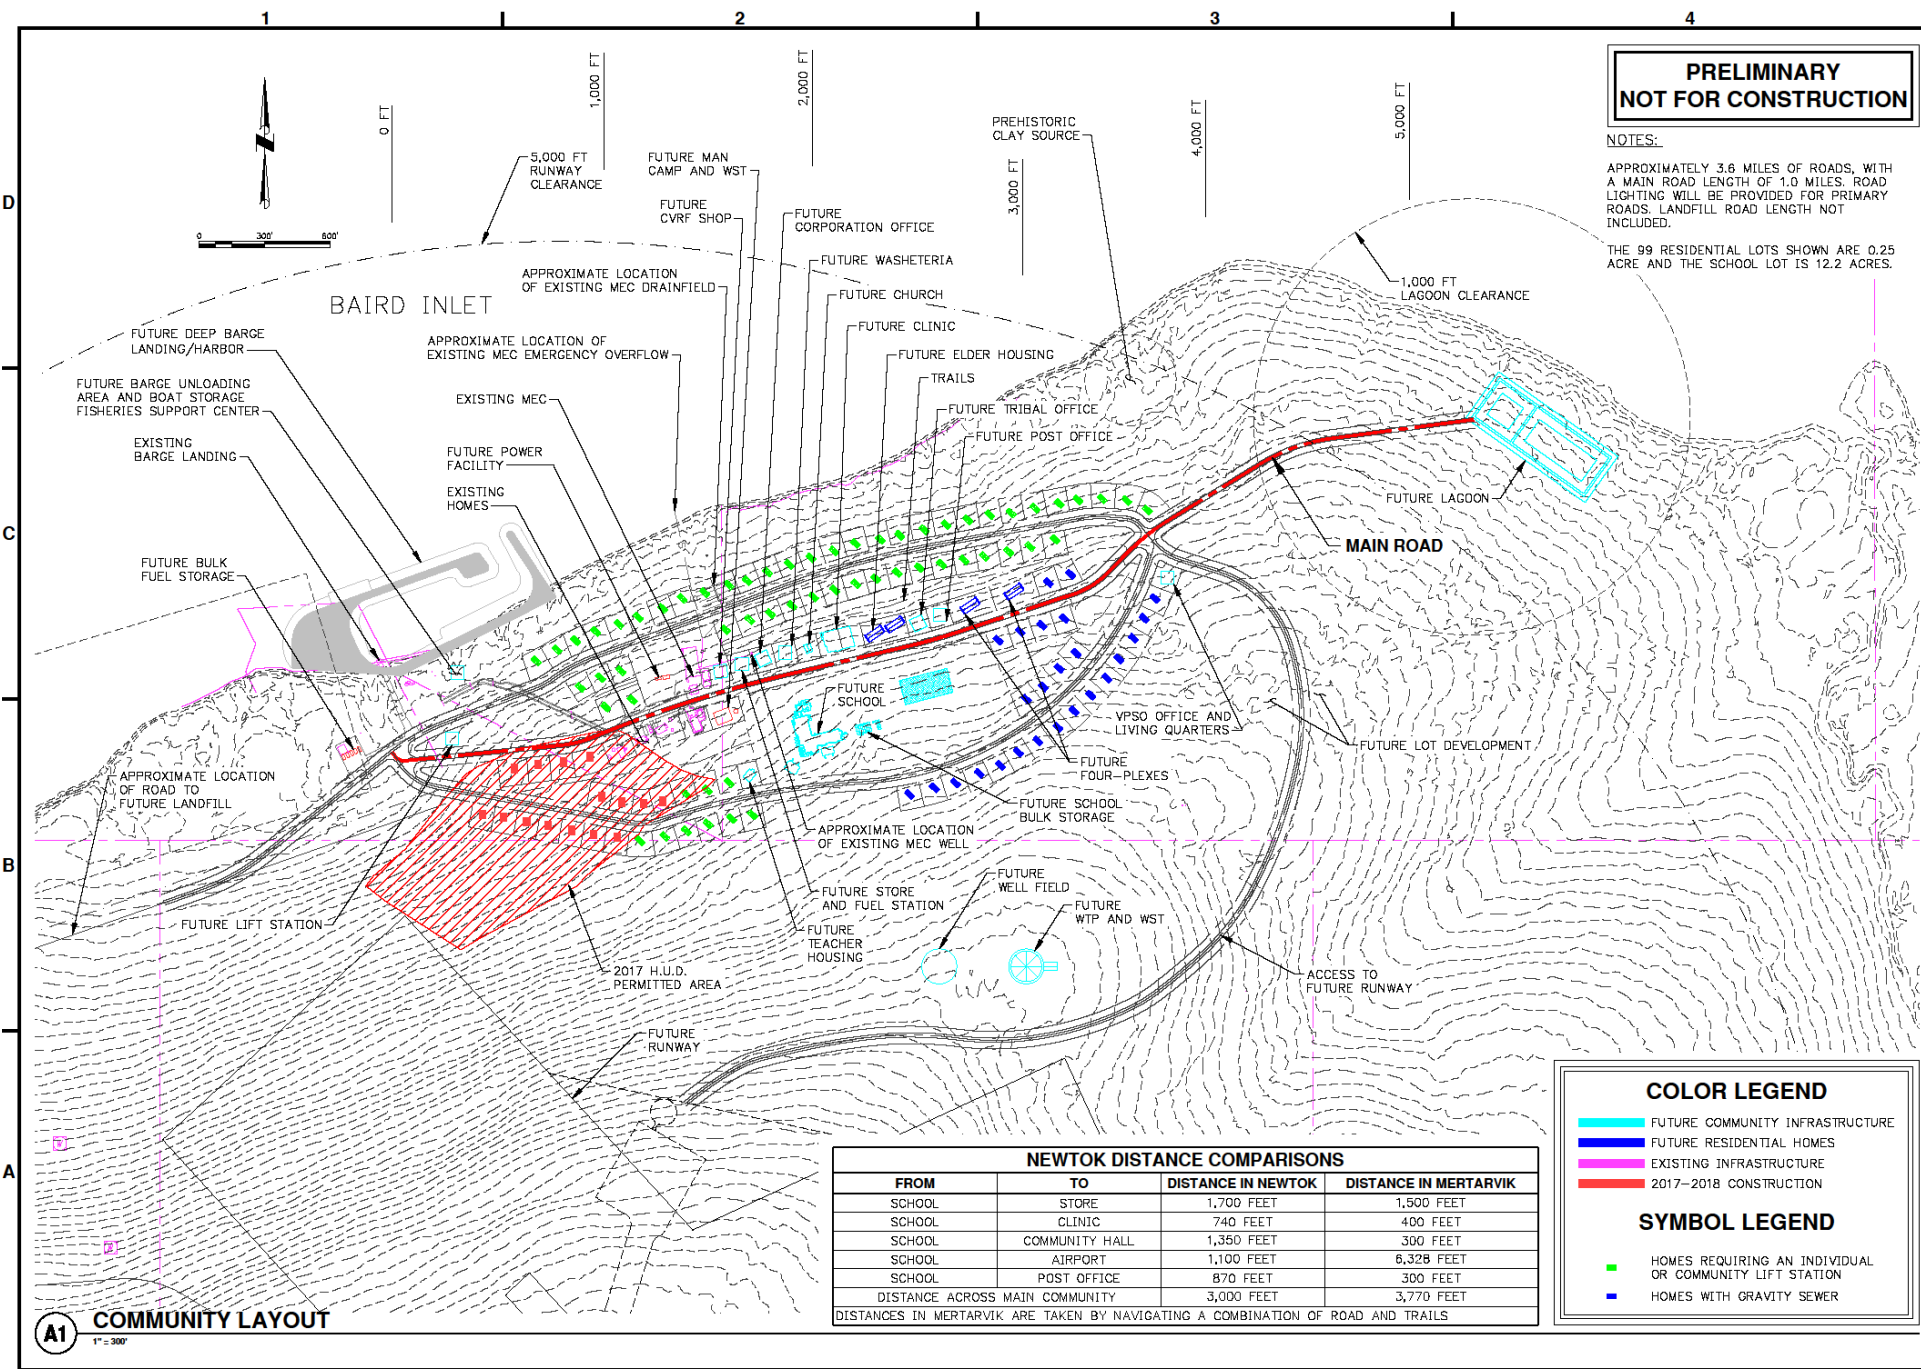 1
2
3
4
D
C
B
A
PRELIMINARY
NOT FOR CONSTRUCTION
NOTES:
APPROXIMATELY 3.6 MILES OF ROADS, WITH
A MAIN ROAD LENGTH OF 1.0 MILES. ROAD
LIGHTING WILL BE PROVIDED FOR PRIMARY
ROADS. LANDFILL ROAD LENGTH NOT
INCLUDED.
THE 99 RESIDENTIAL LOTS SHOWN ARE 0.25
ACRE AND THE SCHOOL LOT IS 12.2 ACRES.
N
0 300' 600'
0 FT
1,000 FT
2,000 FT
3,000 FT
4,000 FT
5,000 FT
5,000 FT
RUNWAY
CLEARANCE
FUTURE MAN
CAMP AND WST
FUTURE
CVRF SHOP
FUTURE
CORPORATION OFFICE
PREHISTORIC
CLAY SOURCE
FUTURE WASHETERIA
APPROXIMATE LOCATION
OF EXISTING MEC DRAINFIELD
FUTURE CHURCH
1,000 FT
LAGOON CLEARANCE
BAIRD INLET
FUTURE CLINIC
FUTURE DEEP BARGE
LANDING/HARBOR
APPROXIMATE LOCATION OF
EXISTING MEC EMERGENCY OVERFLOW
FUTURE ELDER HOUSING
TRAILS
FUTURE BARGE UNLOADING
AREA AND BOAT STORAGE
FISHERIES SUPPORT CENTER
EXISTING MEC
FUTURE TRIBAL OFFICE
FUTURE POST OFFICE
EXISTING
BARGE LANDING
FUTURE POWER
FACILITY
EXISTING
HOMES
FUTURE LAGOON
MAIN ROAD
FUTURE BULK
FUEL STORAGE
FUTURE
SCHOOL
VPSO OFFICE AND
LIVING QUARTERS
FUTURE LOT DEVELOPMENT
FUTURE
FOUR-PLEXES
APPROXIMATE LOCATION
OF ROAD TO
FUTURE LANDFILL
FUTURE SCHOOL
BULK STORAGE
APPROXIMATE LOCATION
OF EXISTING MEC WELL
FUTURE STORE
AND FUEL STATION
FUTURE
WELL FIELD
FUTURE
WTP AND WST
FUTURE LIFT STATION
FUTURE
TEACHER
HOUSING
2017 H.U.D.
PERMITTED AREA
ACCESS TO
FUTURE RUNWAY
FUTURE
RUNWAY
NEWTOK DISTANCE COMPARISONS
FROM TO DISTANCE IN NEWTOK DISTANCE IN MERTARVIK
SCHOOL STORE 1,700 FEET 1,500 FEET
SCHOOL CLINIC 740 FEET 400 FEET
SCHOOL COMMUNITY HALL 1,350 FEET 300 FEET
SCHOOL AIRPORT 1,100 FEET 6,328 FEET
SCHOOL POST OFFICE 870 FEET 300 FEET
DISTANCE ACROSS MAIN COMMUNITY 3,000 FEET 3,770 FEET
DISTANCES IN MERTARVIK ARE TAKEN BY NAVIGATING A COMBINATION OF ROAD AND TRAILS
COLOR LEGEND
FUTURE COMMUNITY INFRASTRUCTURE
FUTURE RESIDENTIAL HOMES
EXISTING INFRASTRUCTURE
2017-2018 CONSTRUCTION
SYMBOL LEGEND
HOMES REQUIRING AN INDIVIDUAL
OR COMMUNITY LIFT STATION
HOMES WITH GRAVITY SEWER
A1 COMMUNITY LAYOUT
1" = 300'